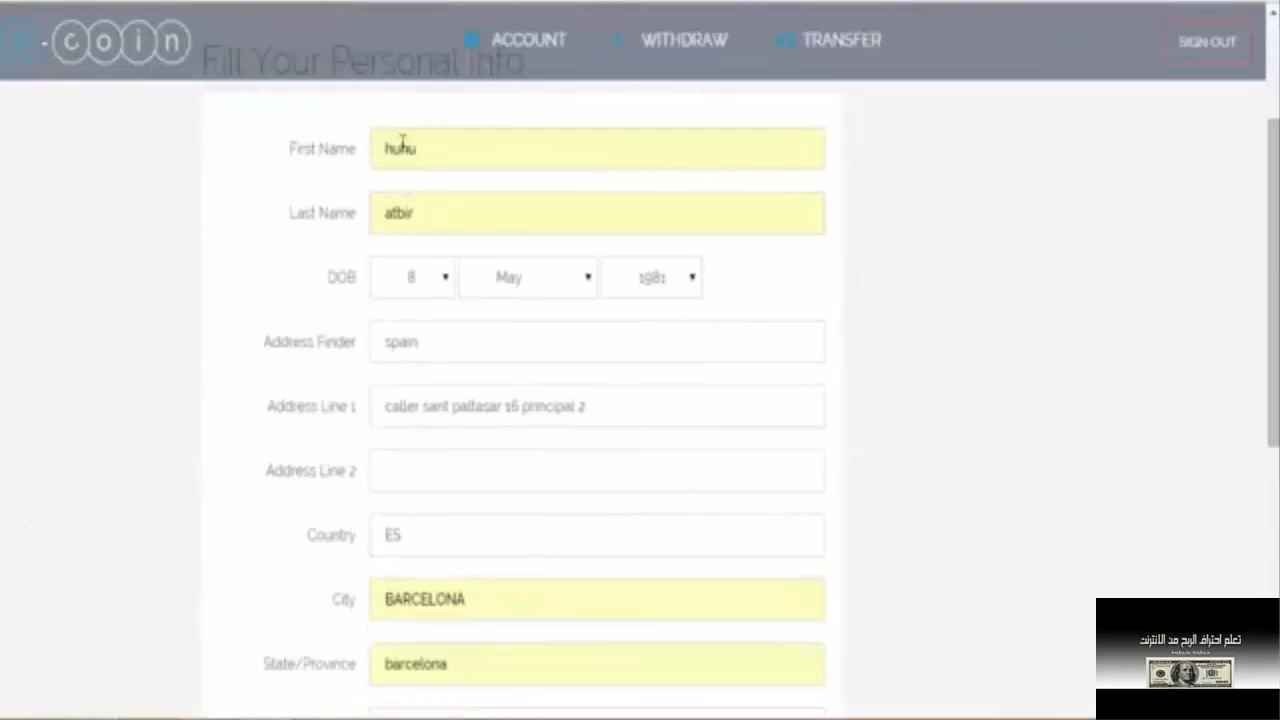 e-coin
ACCOUNT
WITHDRAW
TRANSFER
SIGN OUT
Fill Your Personal Info
First Name
huhu
Last Name
atbir
DOB
8
May
1981
Address Finder
spain
Address Line 1
caller sant paltasar 16 principal 2
Address Line 2
Country
ES
City
BARCELONA
State/Province
barcelona
تعلم احتراف الربح مد الانترنت